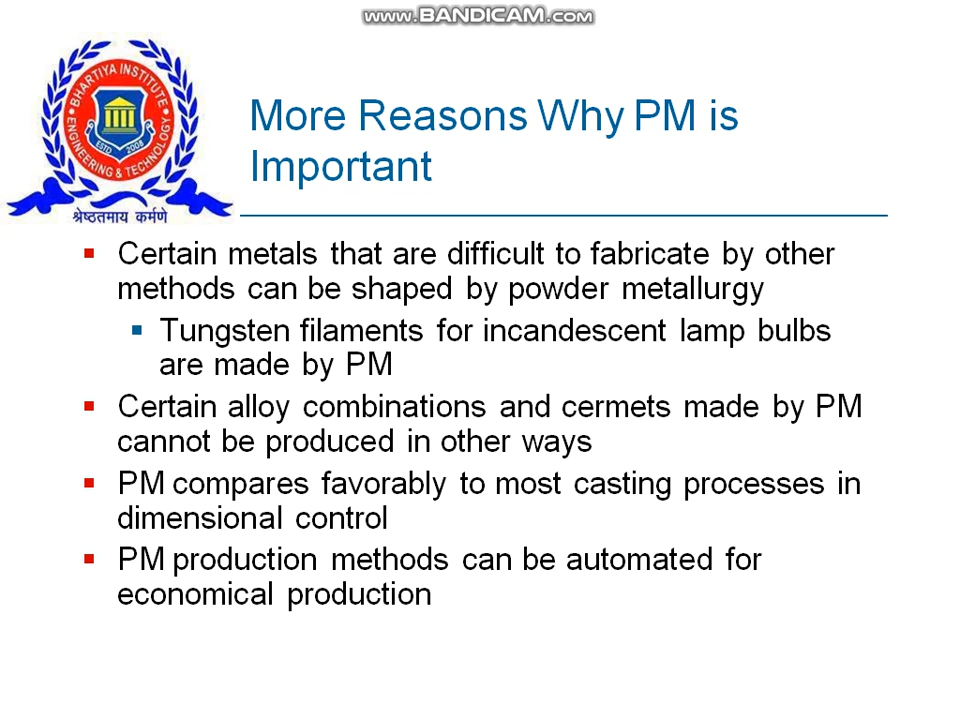 www.BANDICAM.com
BHARTIYA INSTITUTE
ENGINEERING & TECHNOLOGY
ESTD 2008
श्रेष्ठतमाय कर्मणे
More Reasons Why PM is
Important
▪ Certain metals that are difficult to fabricate by other
methods can be shaped by powder metallurgy
▪ Tungsten filaments for incandescent lamp bulbs
are made by PM
▪ Certain alloy combinations and cermets made by PM
cannot be produced in other ways
▪ PM compares favorably to most casting processes in
dimensional control
▪ PM production methods can be automated for
economical production